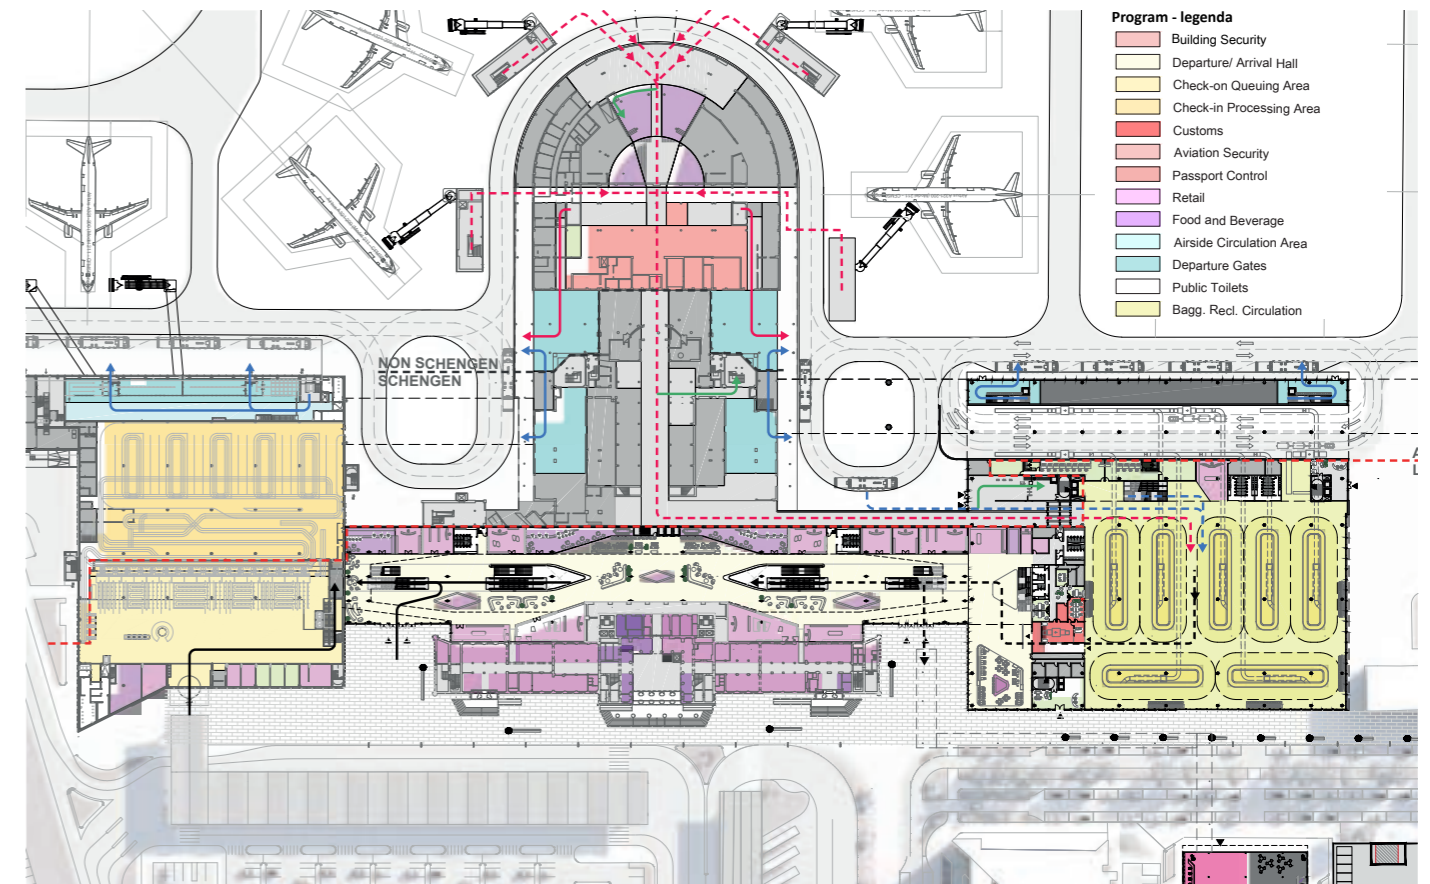 Program - legenda
Building Security
Departure/ Arrival Hall
Check-on Queuing Area
Check-in Processing Area
Customs
Aviation Security
Passport Control
Retail
Food and Beverage
Airside Circulation Area
Departure Gates
Public Toilets
Bagg. Recl. Circulation
NON SCHENGEN
SCHENGEN
A
L